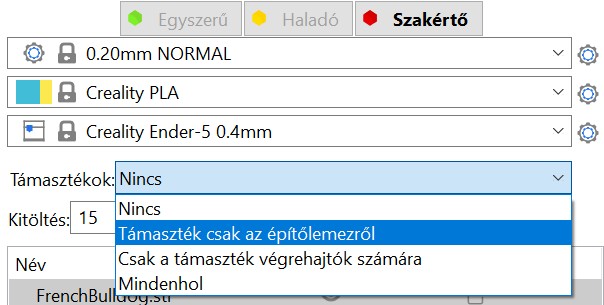 Egyszerű Haladó Szakértő
0.20mm NORMAL
Creality PLA
Creality Ender-5 0.4mm
Támasztékok: Nincs
Nincs
Kitöltés: 15
Támaszték csak az építőlemezről
Csak a támaszték végrehajtók számára
Név
Mindenhol
FrenchBulldog.stl